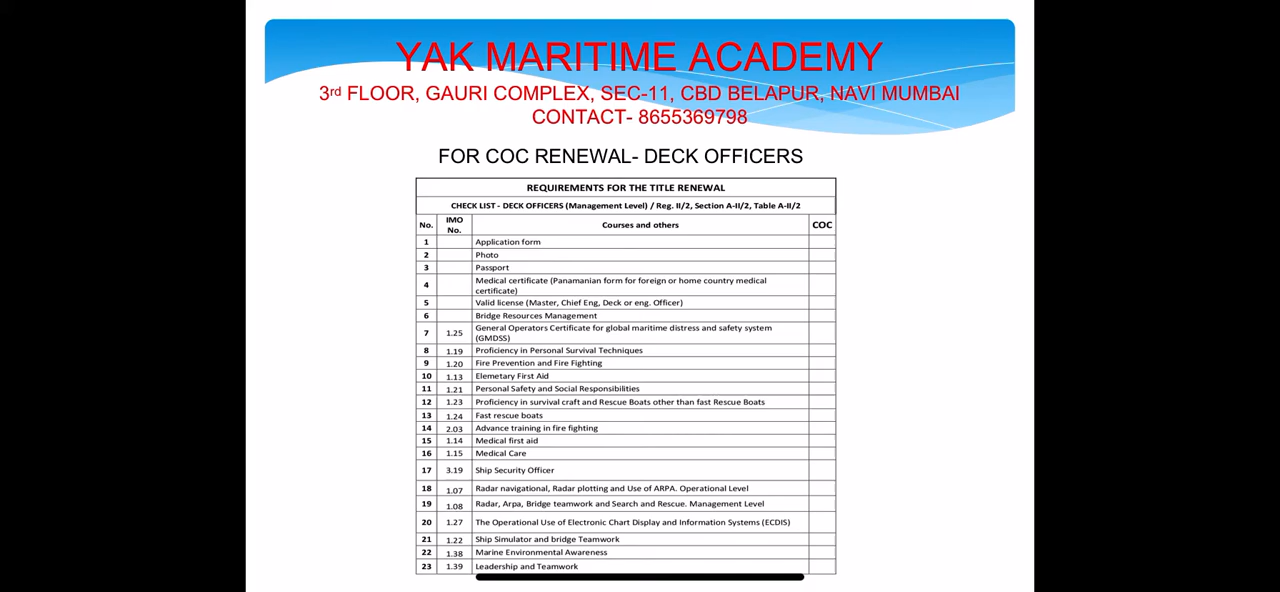 YAK MARITIME ACADEMY
3rd FLOOR, GAURI COMPLEX, SEC-11, CBD BELAPUR, NAVI MUMBAI
CONTACT- 8655369798
FOR COC RENEWAL- DECK OFFICERS
REQUIREMENTS FOR THE TITLE RENEWAL
CHECK LIST - DECK OFFICERS (Management Level) / Reg. II/2, Section A-II/2, Table A-II/2
No. IMO No. Courses and others COC
1 Application form
2 Photo
3 Passport
4 Medical certificate (Panamanian form for foreign or home country medical
certificate)
5 Valid license (Master, Chief Eng, Deck or eng. Officer)
6 Bridge Resources Management
7 1.25 General Operators Certificate for global maritime distress and safety system
(GMDSS)
8 1.19 Proficiency in Personal Survival Techniques
9 1.20 Fire Prevention and Fire Fighting
10 1.13 Elemetary First Aid
11 1.21 Personal Safety and Social Responsibilities
12 1.23 Proficiency in survival craft and Rescue Boats other than fast Rescue Boats
13 1.24 Fast rescue boats
14 2.03 Advance training in fire fighting
15 1.14 Medical first aid
16 1.15 Medical Care
17 3.19 Ship Security Officer
18 1.07 Radar navigational, Radar plotting and Use of ARPA. Operational Level
19 1.08 Radar, Arpa, Bridge teamwork and Search and Rescue. Management Level
20 1.27 The Operational Use of Electronic Chart Display and Information Systems (ECDIS)
21 1.22 Ship Simulator and bridge Teamwork
22 1.38 Marine Environmental Awareness
23 1.39 Leadership and Teamwork